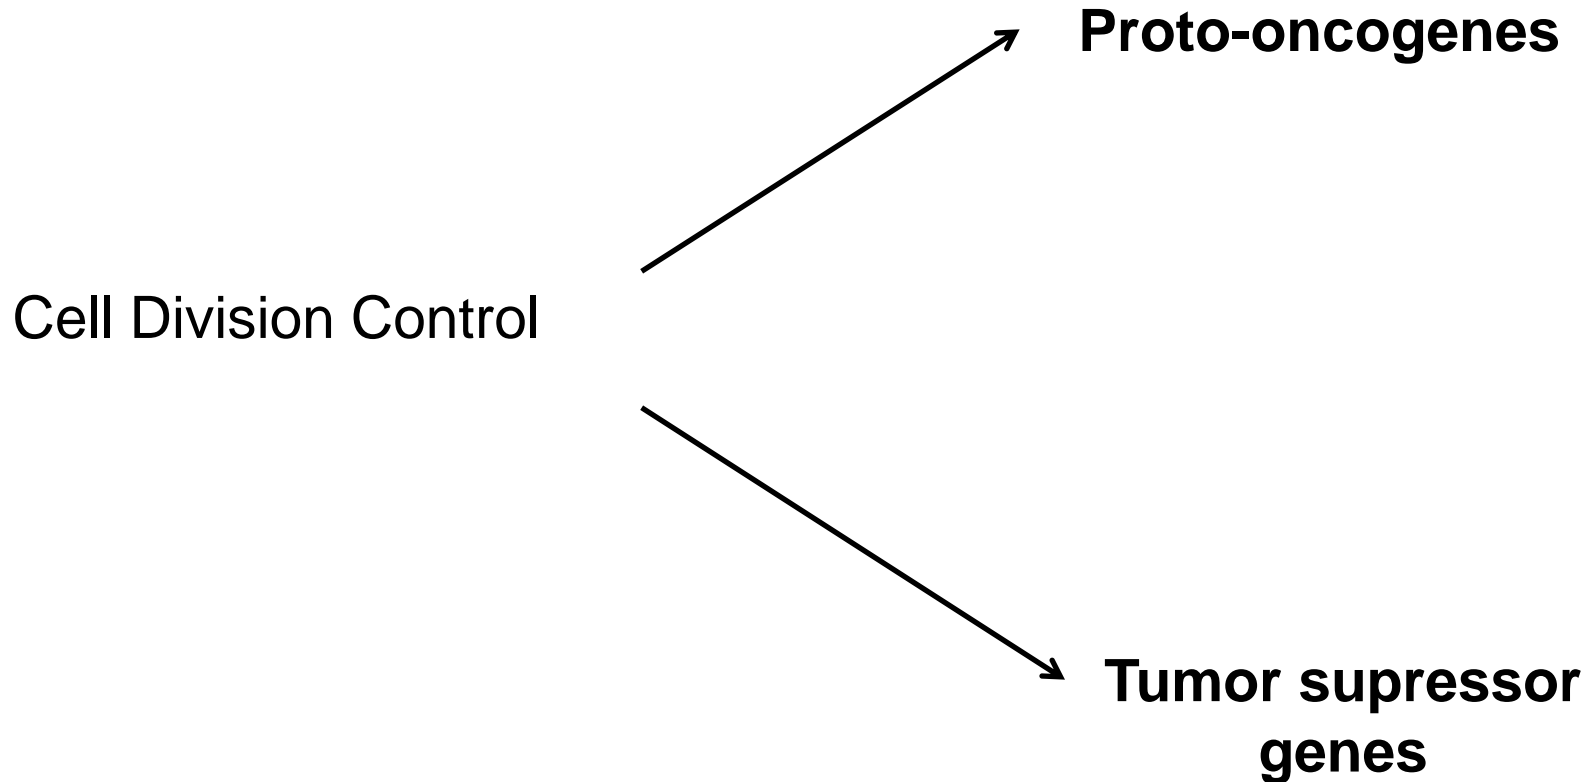 Proto-oncogenes
Cell Division Control
Tumor supressor
genes